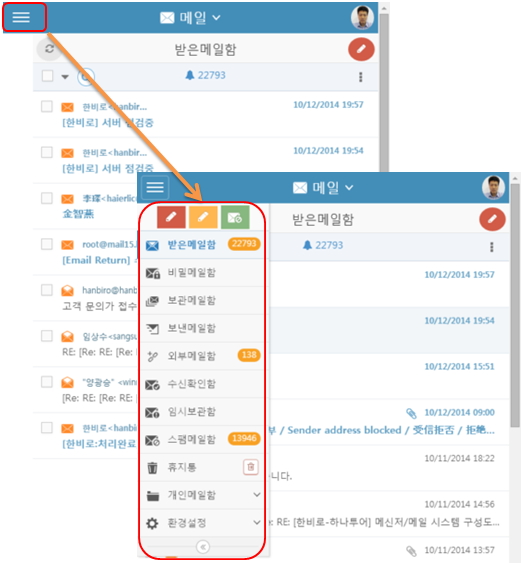 메일
받은메일함
22793
한비로<hanbir... 10/12/2014 19:57
[한비로] 서버 점검중
한비로<hanbir... 10/12/2014 19:54
[한비로] 서버 점검중
李璨<haierlic
金智燕
root@mail15.
[Email Return]
hanbiro@hanb
고객 문의가 접수
임상수<sangsu
RE: [Re: RE: [Re:
"양광승" <win
[Re: RE: [Re: RE:
한비로<hanbi
[한비로:처리완료
메일
받은메일함
22793
받은메일함 22793
비밀메일함
보관메일함
보낸메일함
외부메일함 138
수신확인함
임시보관함
스팸메일함 13946
휴지통
개인메일함
환경설정
10/12/2014 19:57
10/12/2014 19:54
10/12/2014 15:51
10/12/2014 09:00
부 / Sender address blocked / 受信拒否 / 拒絶...
10/11/2014 18:22
니다.
10/11/2014 14:56
RE: [한비로-하나투어] 메신저/메일 시스템 구성도...
10/11/2014 13:57